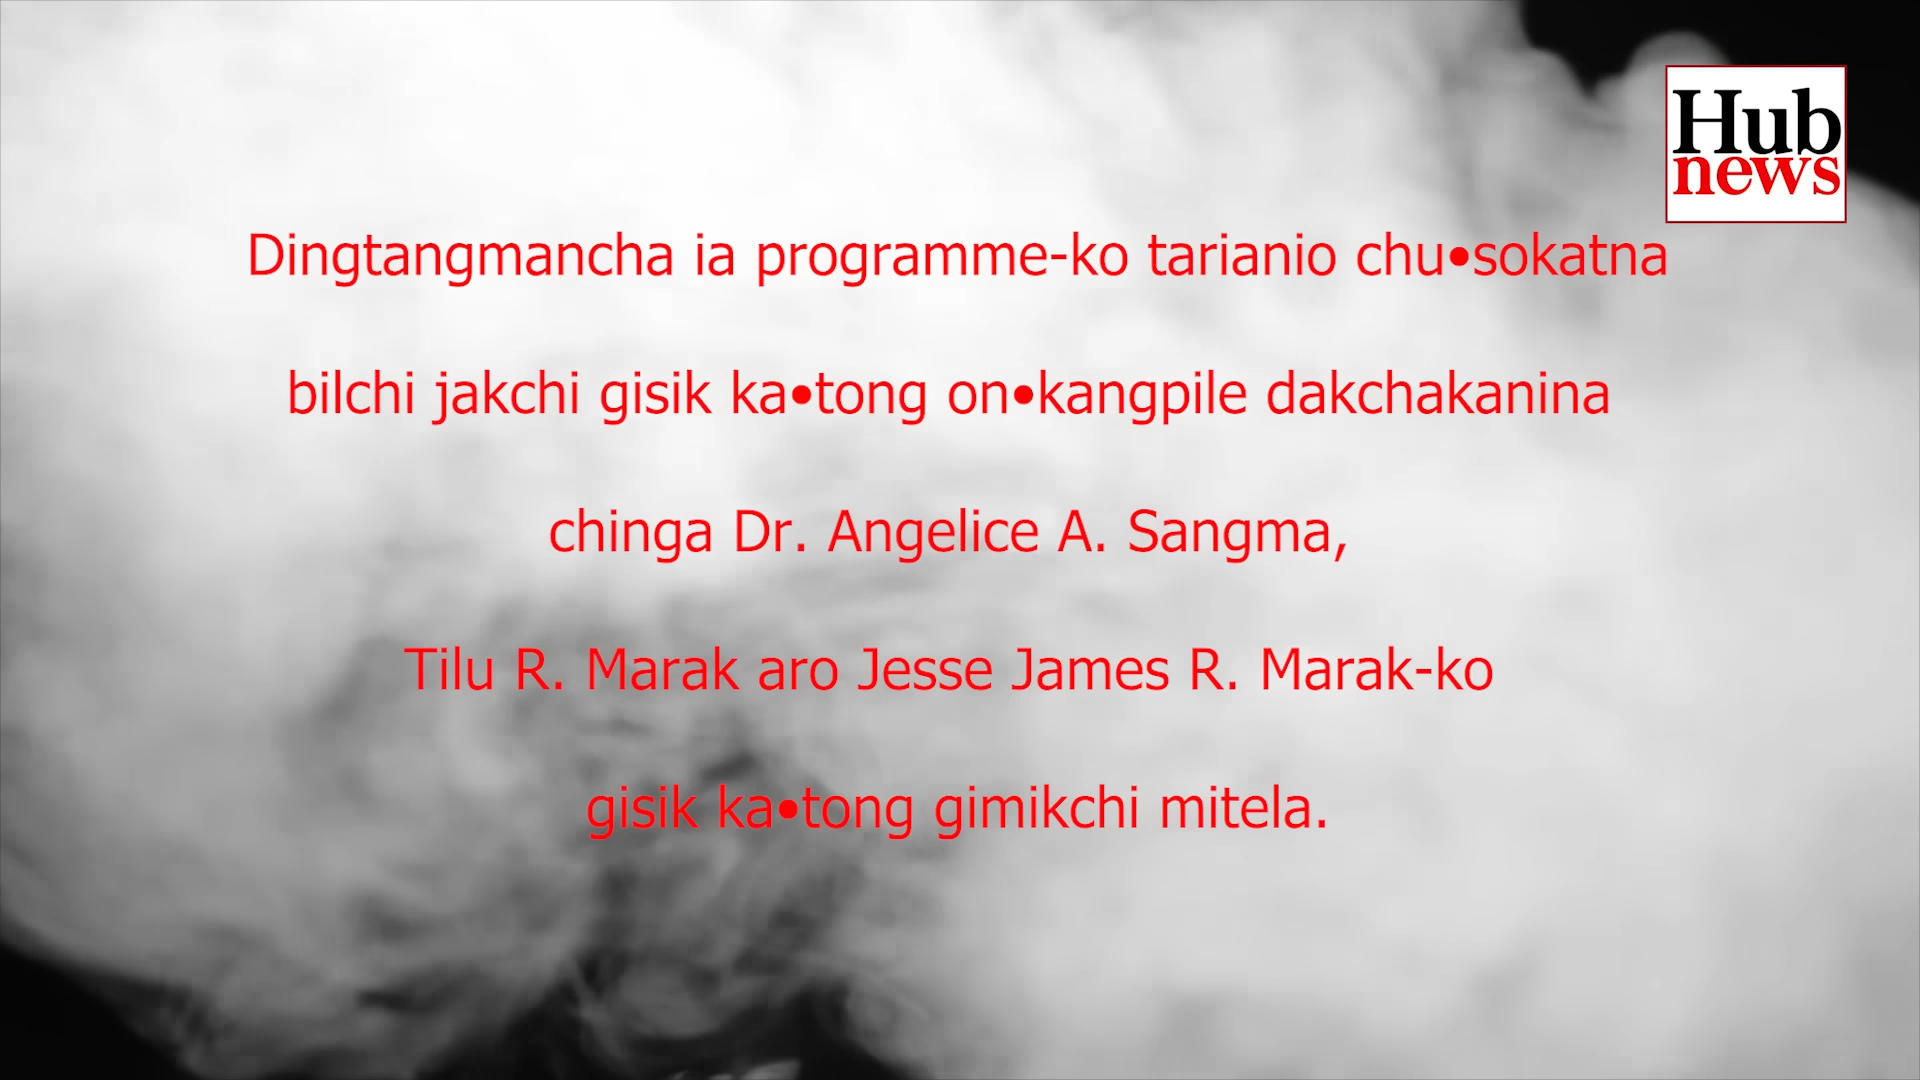 Hub
news
Dingtangmancha ia programme-ko tarianio chu•sokatna
bilchi jakchi gisik ka•tong on•kangpile dakchakanina
chinga Dr. Angelice A. Sangma,
Tilu R. Marak aro Jesse James R. Marak-ko
gisik ka•tong gimikchi mitela.